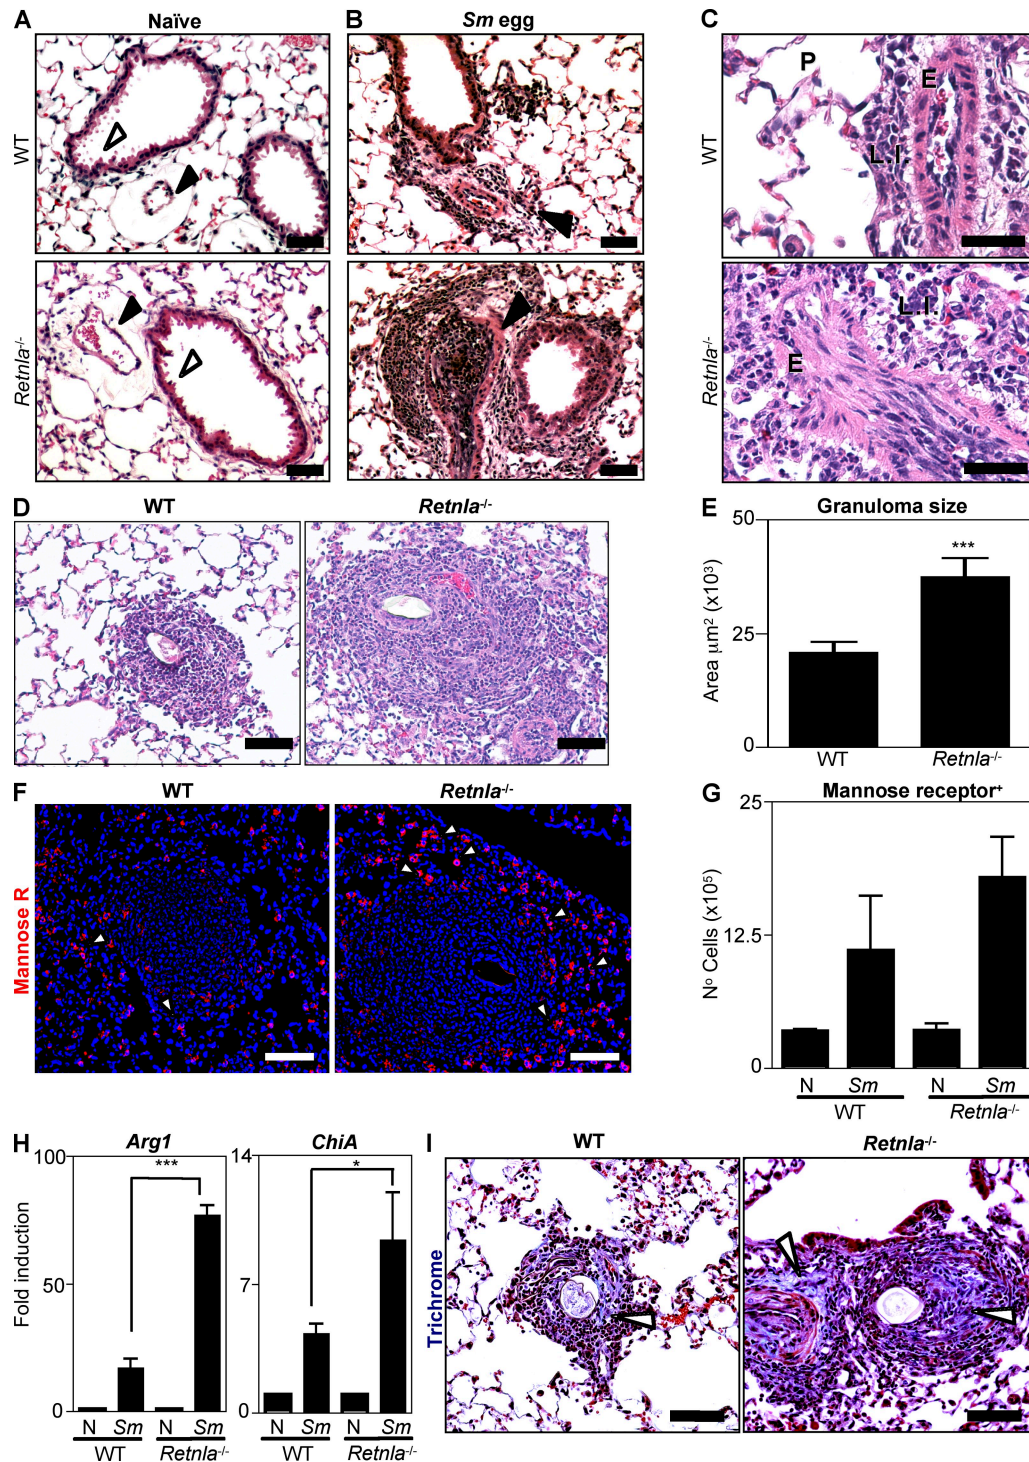 A Naïve
B Sm egg
C
WT
Retnla-/-
WT
Retnla-/-
P
E
L.I.
L.I.
E
D WT Retnla-/-
E Granuloma size
50
25
0
Area µm² (x10³)
***
WT Retnla-/-
F WT Retnla-/-
Mannose R
G Mannose receptor⁺
25
12.5
0
Nº Cells (x10⁵)
N Sm N Sm
WT Retnla-/-
H Arg1 ChiA
Fold induction
100
50
0
***
14
7
0
*
N Sm N Sm
WT Retnla-/-
N Sm N Sm
WT Retnla-/-
I WT Retnla-/-
Trichrome